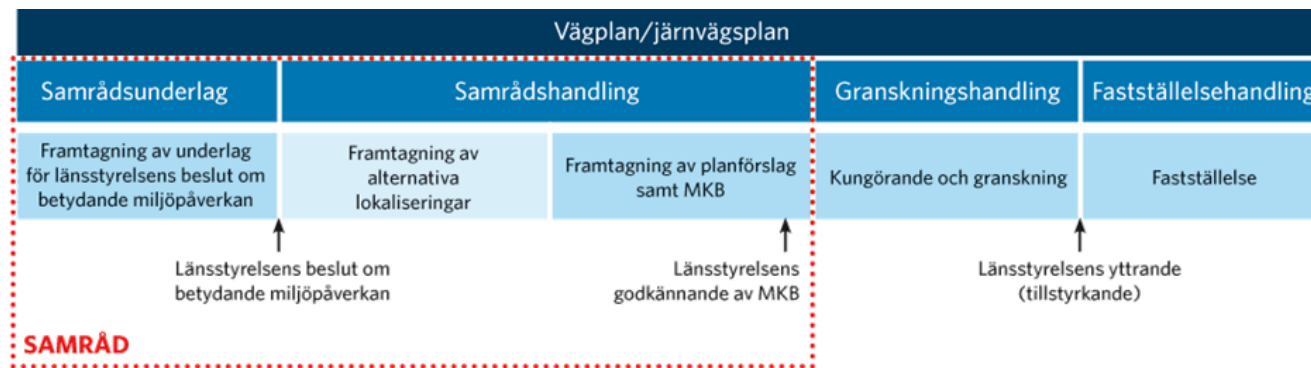 Vägplan/järnvägsplan
Samrådsunderlag
Samrådshandling
Granskningshandling
Fastställelsehandling
Framtagning av underlag
för länsstyrelsens beslut om
betydande miljöpåverkan
Framtagning av
alternativa
lokaliseringar
Framtagning av planförslag
samt MKB
Kungörande och granskning
Fastställelse
Länsstyrelsens beslut om
betydande miljöpåverkan
Länsstyrelsens
godkännande av MKB
Länsstyrelsens yttrande
(tillstyrkande)
SAMRÅD